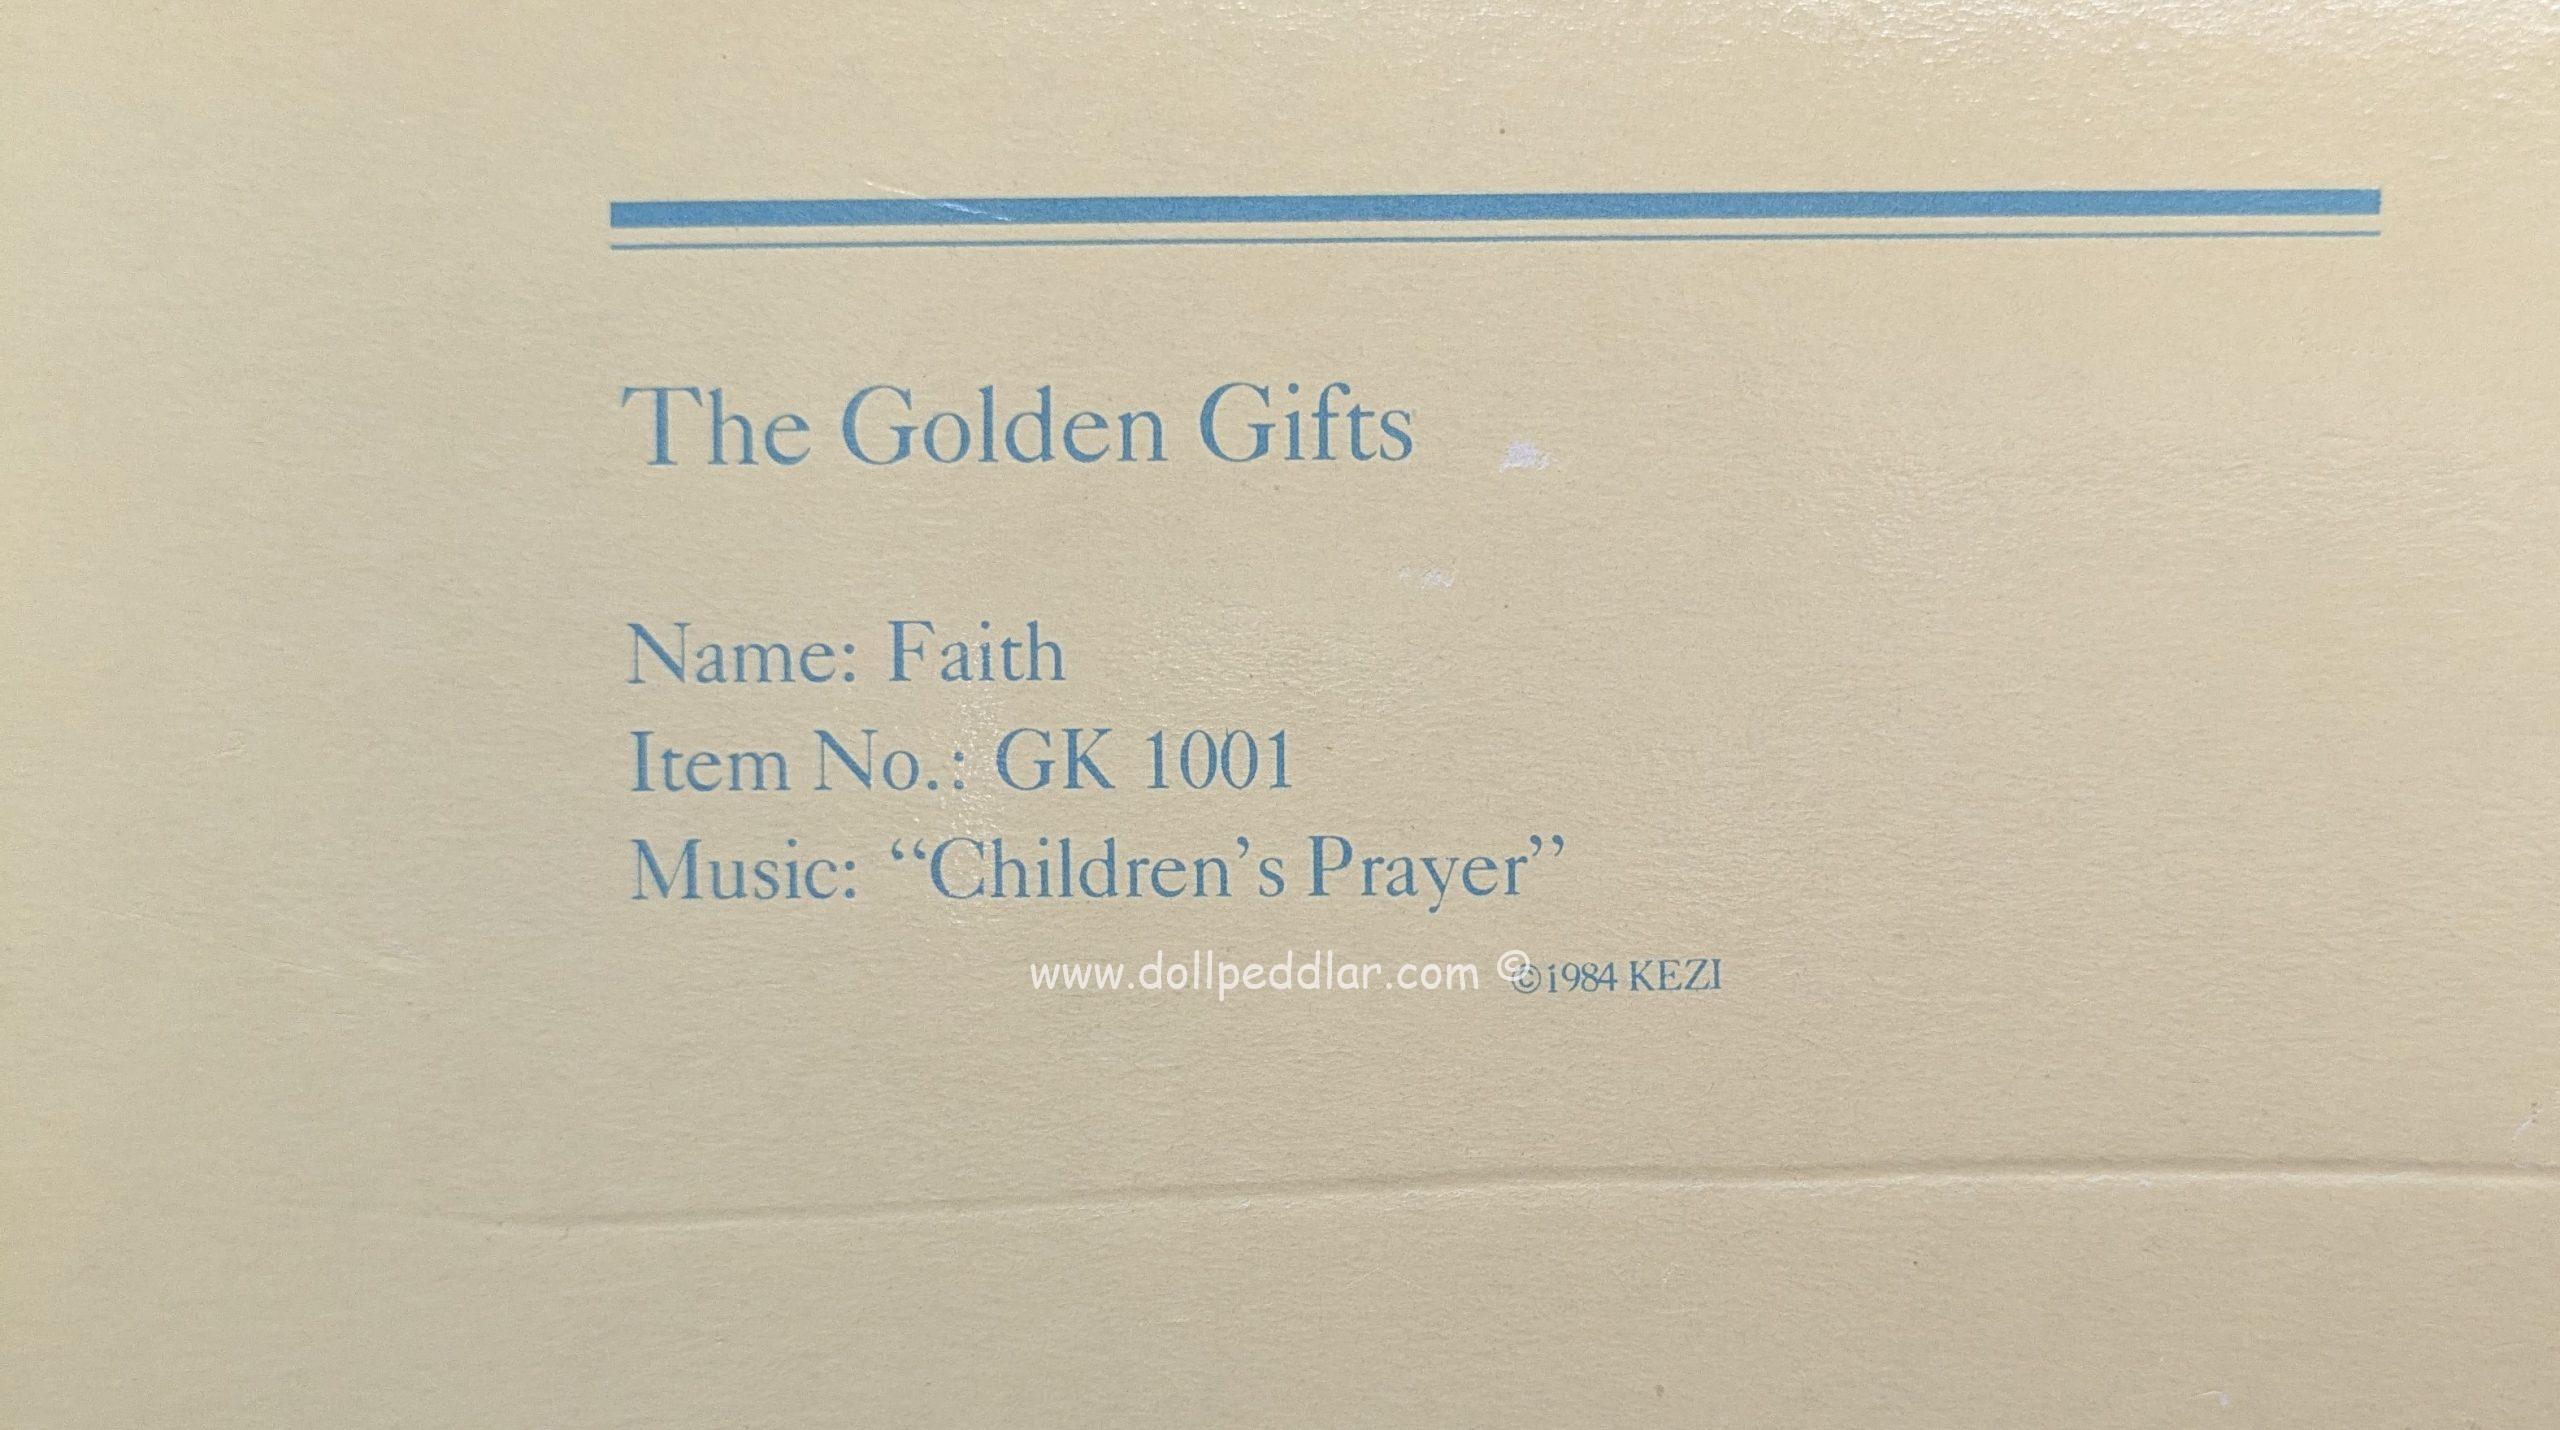 The Golden Gifts
Name: Faith
Item No.: GK 1001
Music: “Children’s Prayer”
www.dollpeddlar.com ©
©1984 KEZI